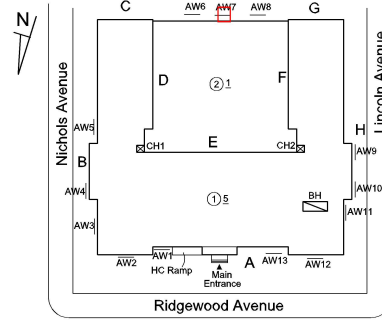 N
C
G
AW6
AW7
AW8
D
2 1
F
Nichols Avenue
Lincoln Avenue
AW5
CH1
E
CH2
H
B
AW9
AW4
1 5
BH
AW10
AW3
AW11
AW1
A
AW13
AW2
HC Ramp
AW12
Main
Entrance
Ridgewood Avenue